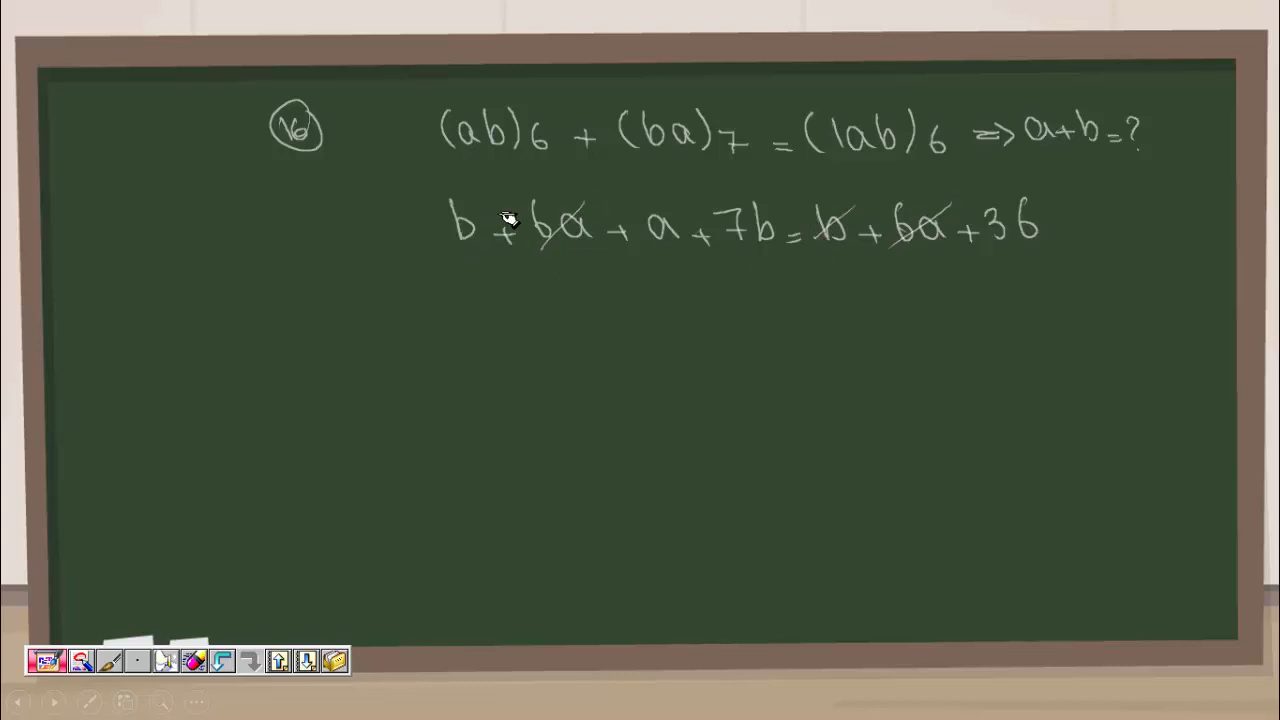 16 (ab)6 + (ba)7 = (1ab)6 => a+b=?
b + 6a + a + 7b = b + 6a + 36